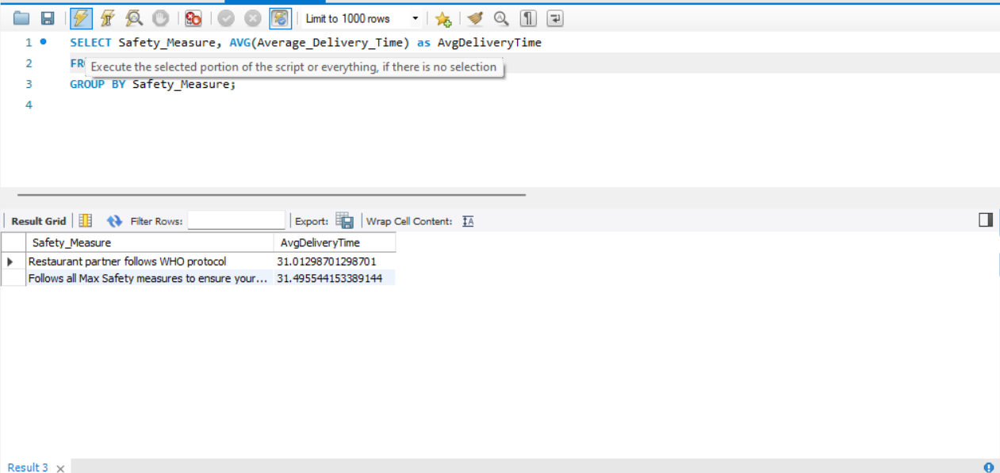 Limit to 1000 rows
1 SELECT Safety_Measure, AVG(Average_Delivery_Time) as AvgDeliveryTime
2 FR
Execute the selected portion of the script or everything, if there is no selection
3 GROUP BY Safety_Measure;
4
Result Grid Filter Rows: Export: Wrap Cell Content: IA
Safety_Measure AvgDeliveryTime
Restaurant partner follows WHO protocol 31.01298701298701
Follows all Max Safety measures to ensure your... 31.495544153389144
Result 3